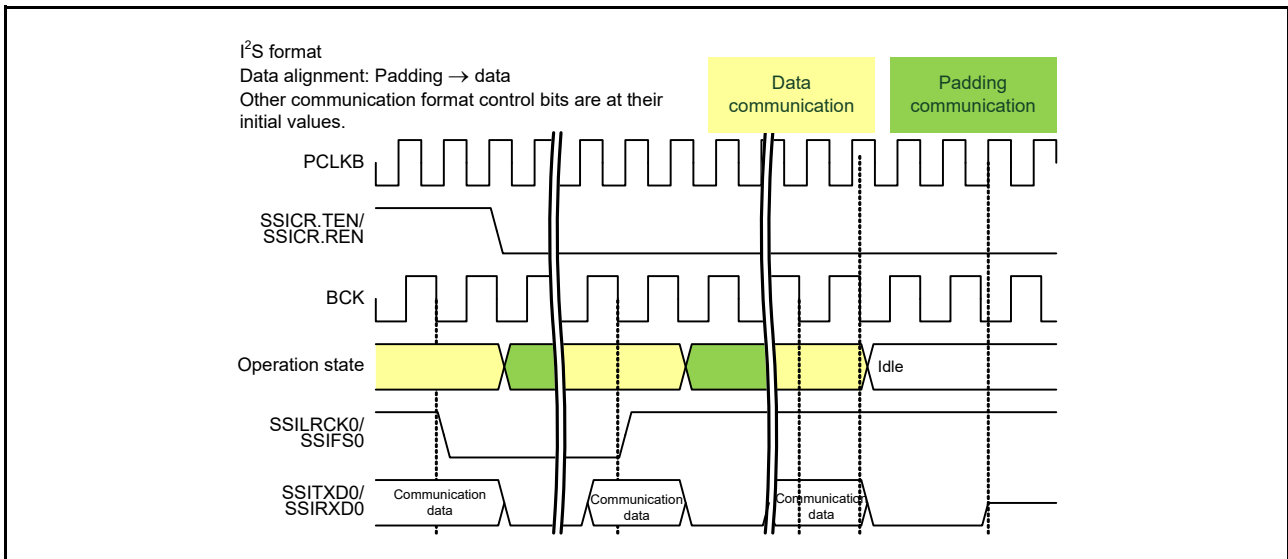 I²S format
Data alignment: Padding → data
Other communication format control bits are at their
initial values.
Data
communication
Padding
communication
PCLKB
SSICR.TEN/
SSICR.REN
BCK
Operation state
Idle
SSILRCK0/
SSIFS0
SSITXD0/
SSIRXD0
Communication
data
Communication
data
Communication
data